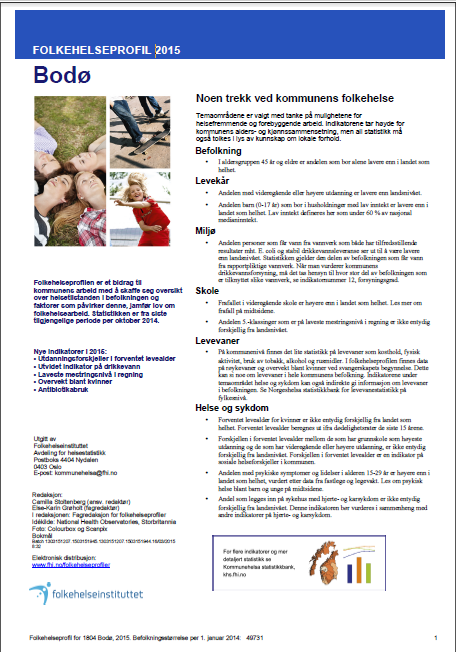 FOLKEHELSEPROFIL 2015
Bodø
Noen trekk ved kommunens folkehelse
Temaområdene er valgt med tanke på mulighetene for
helsefremmende og forebyggende arbeid. Indikatorene tar høyde for
kommunens alders- og kjønnssammensetning, men all statistikk må
også tolkes i lys av kunnskap om lokale forhold.
Befolkning
• I aldersgruppen 45 år og eldre er andelen som bor alene lavere enn i landet som
helhet.
Levekår
• Andelen med videregående eller høyere utdanning er lavere enn landsnivået.
• Andelen barn (0-17 år) som bor i husholdninger med lav inntekt er lavere enn i
landet som helhet. Lav inntekt defineres her som under 60 % av nasjonal
medianinntekt.
Miljø
• Andelen personer som får vann fra vannverk som både har tilfredsstillende
resultater mht. E. coli og stabil drikkevannsleveranse ser ut til å være lavere
enn landsnivået. Statistikken gjelder den delen av befolkningen som får vann
fra rapportpliktige vannverk. Når man vurderer kommunens
drikkevannsforsyning, må det tas hensyn til hvor stor del av befolkningen som
er tilknyttet slike vannverk, se indikatornummer 12, forsyningsgrad.
Skole
• Frafallet i videregående skole er høyere enn i landet som helhet. Les mer om
frafall på midtsidene.
• Andelen 5.-klassinger som er på laveste mestringsnivå i regning er ikke entydig
forskjellig fra landsnivået.
Levevaner
• På kommunenivå finnes det lite statistikk på levevaner som kosthold, fysisk
aktivitet, bruk av tobakk, alkohol og rusmidler. I folkehelseprofilen finnes data
på røykevaner og overvekt blant kvinner ved svangerskapets begynnelse. Dette
kan si noe om levevaner i hele kommunens befolkning. Indikatorene under
temaområdet helse og sykdom kan også indirekte gi informasjon om levevaner
i befolkningen. Se Norgeshelsa statistikkbank for levevanestatistikk på
fylkesnivå.
Helse og sykdom
• Forventet levealder for kvinner er ikke entydig forskjellig fra landet som
helhet. Forventet levealder beregnes ut ifra dødelighetsrater de siste 15 årene.
• Forskjellen i forventet levealder mellom de som har grunnskole som høyeste
utdanning og de som har videregående eller høyere utdanning, er ikke entydig
forskjellig fra landsnivået. Forskjellen i forventet levealder er en indikator på
sosiale helseforskjeller i kommunen.
• Andelen med psykiske symptomer og lidelser i alderen 15-29 år er høyere enn i
landet som helhet, vurdert etter data fra fastlege og legevakt. Les om psykisk
helse blant barn og unge på midtsidene.
• Andel som legges inn på sykehus med hjerte- og karsykdom er ikke entydig
forskjellig fra landsnivået. Denne indikatoren bør vurderes i sammenheng med
andre indikatorer på hjerte- og karsykdom.
Folkehelseprofilen er et bidrag til
kommunens arbeid med å skaffe seg oversikt
over helsetilstanden i befolkningen og
faktorer som påvirker denne, jamfør lov om
folkehelsearbeid. Statistikken er fra siste
tilgjengelige periode per oktober 2014.
Nye indikatorer i 2015:
• Utdanningsforskjeller i forventet levealder
• Utvidet indikator på drikkevann
• Laveste mestringsnivå i regning
• Overvekt blant kvinner
• Antibiotikabruk
Utgitt av
Folkehelseinstituttet
Avdeling for helsestatistikk
Postboks 4404 Nydalen
0403 Oslo
E-post: kommunehelsa@fhi.no
Redaksjon:
Camilla Stoltenberg (ansv. redaktør)
Else-Karin Grøholt (fagredaktør)
I redaksjonen: Fagredaksjon for folkehelseprofiler
Idékilde: National Health Observatories, Storbritannia
Foto: Colourbox og Scanpix
Bokmål
Elektronisk distribusjon:
www.fhi.no/folkehelseprofiler
For flere indikatorer og mer
detaljert statistikk se
Kommunehelsa statistikkbank,
khs.fhi.no
folkehelseinstituttet
Folkehelseprofil for 1804 Bodø, 2015. Befolkningsstørrelse per 1. januar 2014: 49731
1